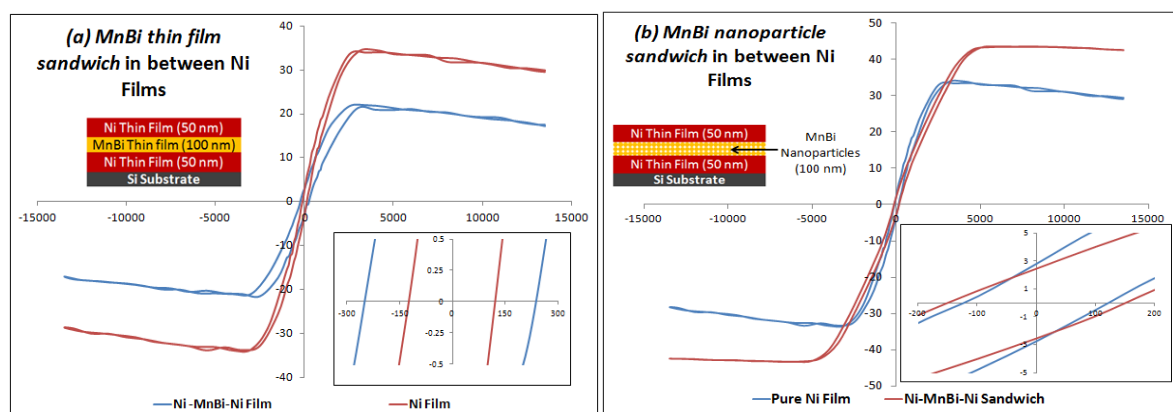 (a) MnBi thin film
sandwich in between Ni
Films
Ni Thin Film (50 nm)
MnBi Thin film (100 nm)
Ni Thin Film (50 nm)
Si Substrate
40
30
20
10
0
-10
-20
-30
-40
-15000 -10000 -5000 0 5000 10000 15000
0.5
0.5
0
0
-0.5
-0.5
-300 -150 0 150 300
Ni -MnBi-Ni Film Ni Film
(b) MnBi nanoparticle
sandwich in between Ni
Films
Ni Thin Film (50 nm)
Ni Thin Film (50 nm)
Si Substrate
MnBi
Nanoparticles
(100 nm)
50
40
30
20
10
0
-10
-20
-30
-40
-50
-15000 -10000 -5000 0 5000 10000 15000
5
3
1
-5
-200 -100 0 100 200
Pure Ni Film Ni-MnBi-Ni Sandwich